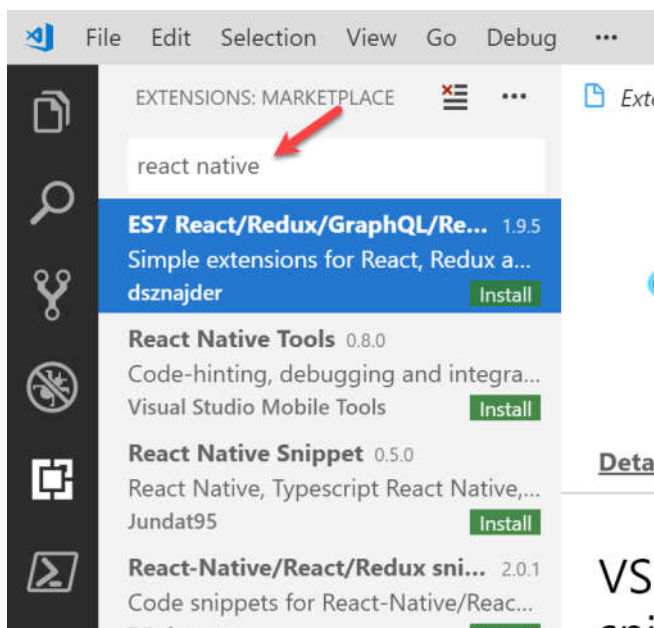 File Edit Selection View Go Debug ...
EXTENSIONS: MARKETPLACE ...
react native
ES7 React/Redux/GraphQL/Re... 1.9.5
Simple extensions for React, Redux a...
dsznajder Install
React Native Tools 0.8.0
Code-hinting, debugging and integra...
Visual Studio Mobile Tools Install
React Native Snippet 0.5.0
React Native, Typescript React Native,...
Jundat95 Install
React-Native/React/Redux sni... 2.0.1
Code snippets for React-Native/Reac...
Exte
Deta
VS